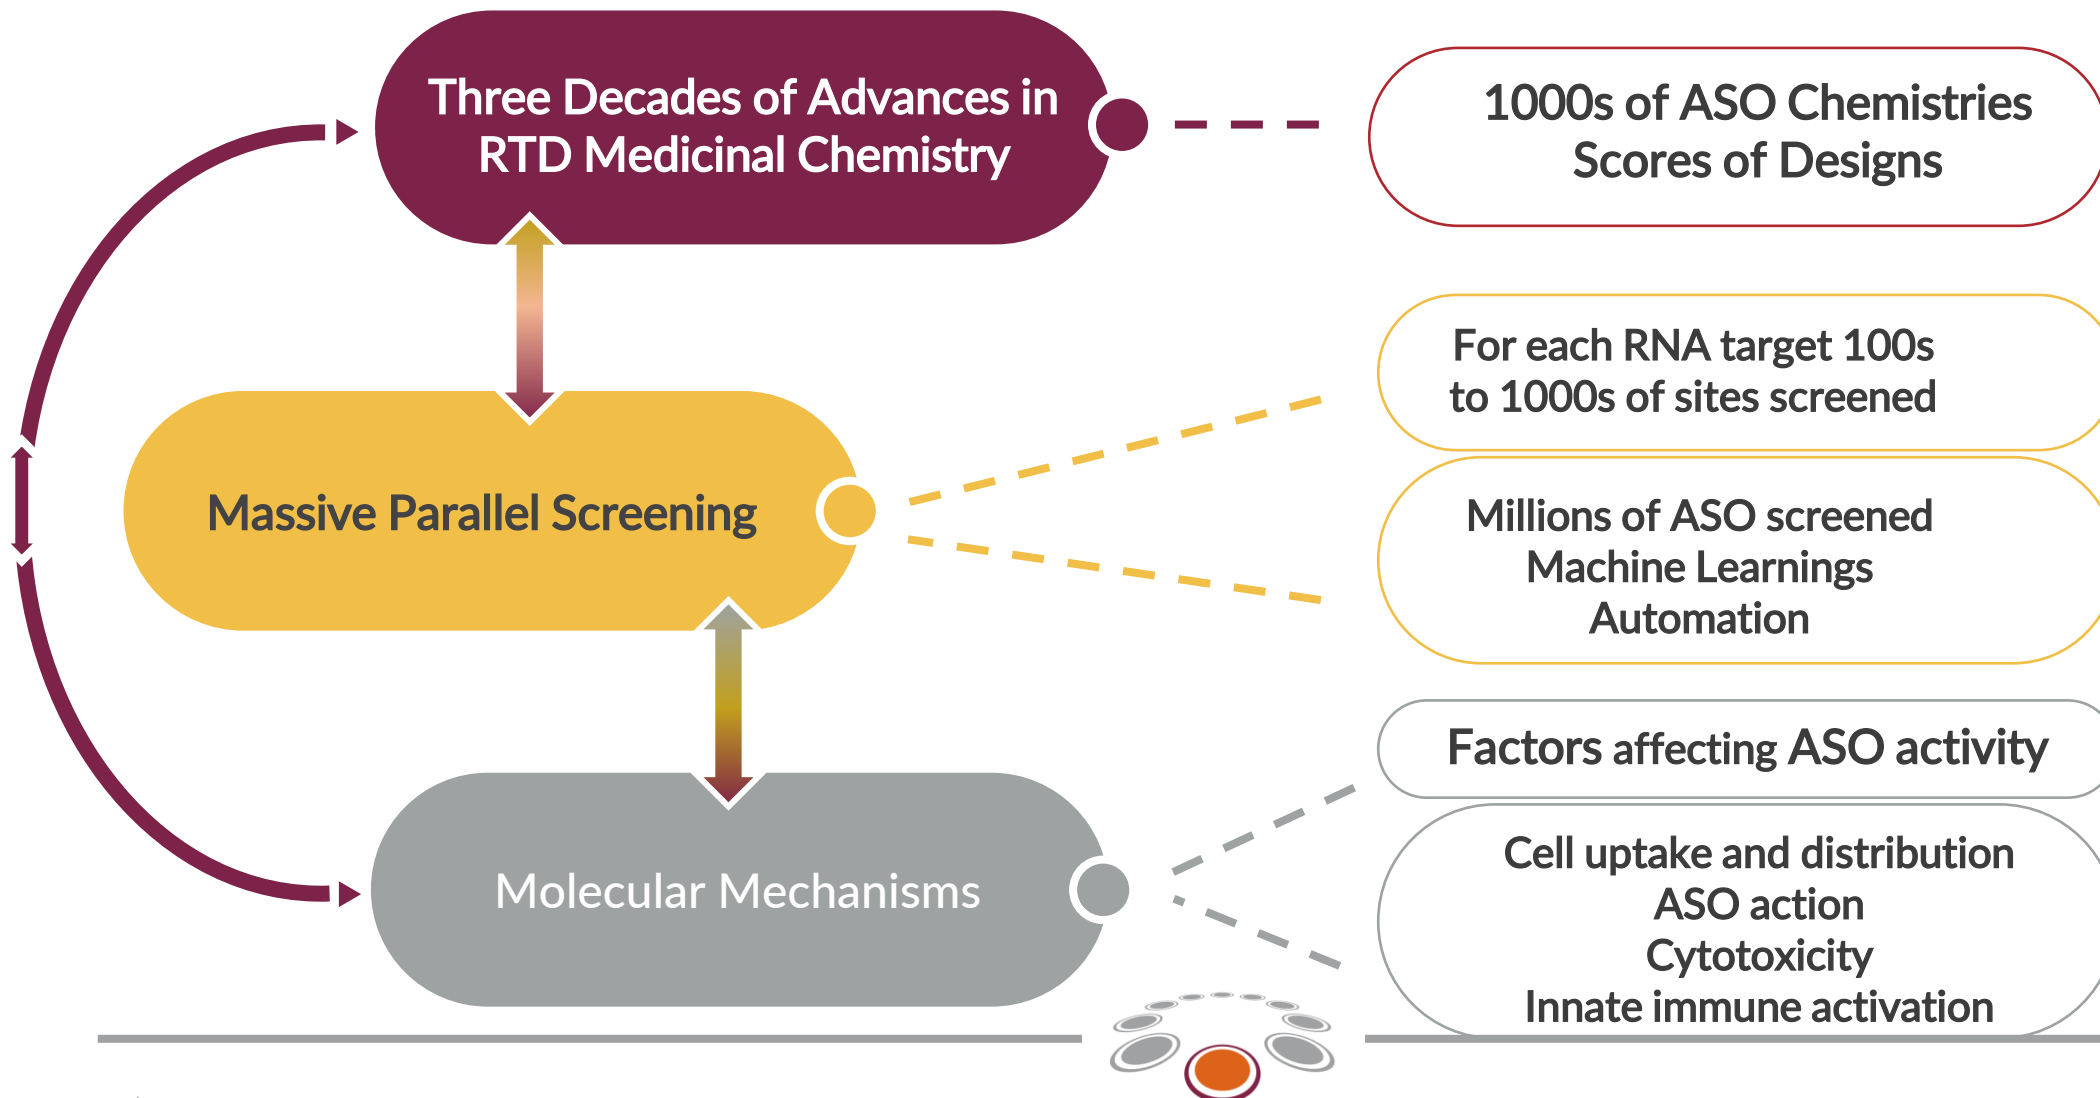 Three Decades of Advances in
RTD Medicinal Chemistry
1000s of ASO Chemistries
Scores of Designs
Massive Parallel Screening
For each RNA target 100s
to 1000s of sites screened
Millions of ASO screened
Machine Learnings
Automation
Molecular Mechanisms
Factors affecting ASO activity
Cell uptake and distribution
ASO action
Cytotoxicity
Innate immune activation